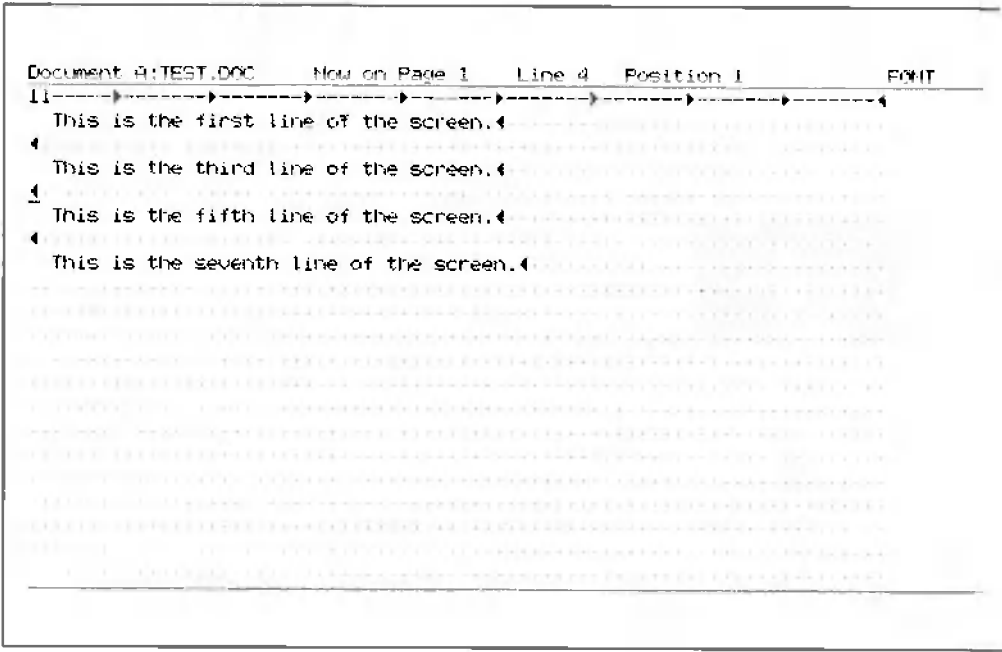 Document A:TEST.DOC Now on Page 1 Line 4 Position 1 FONT
11------►--------►--------►--------►--------►--------►--------►--------►--------◄
This is the first line of the screen.◄
◄
This is the third line of the screen.◄
◄
This is the fifth line of the screen.◄
◄
This is the seventh line of the screen.◄